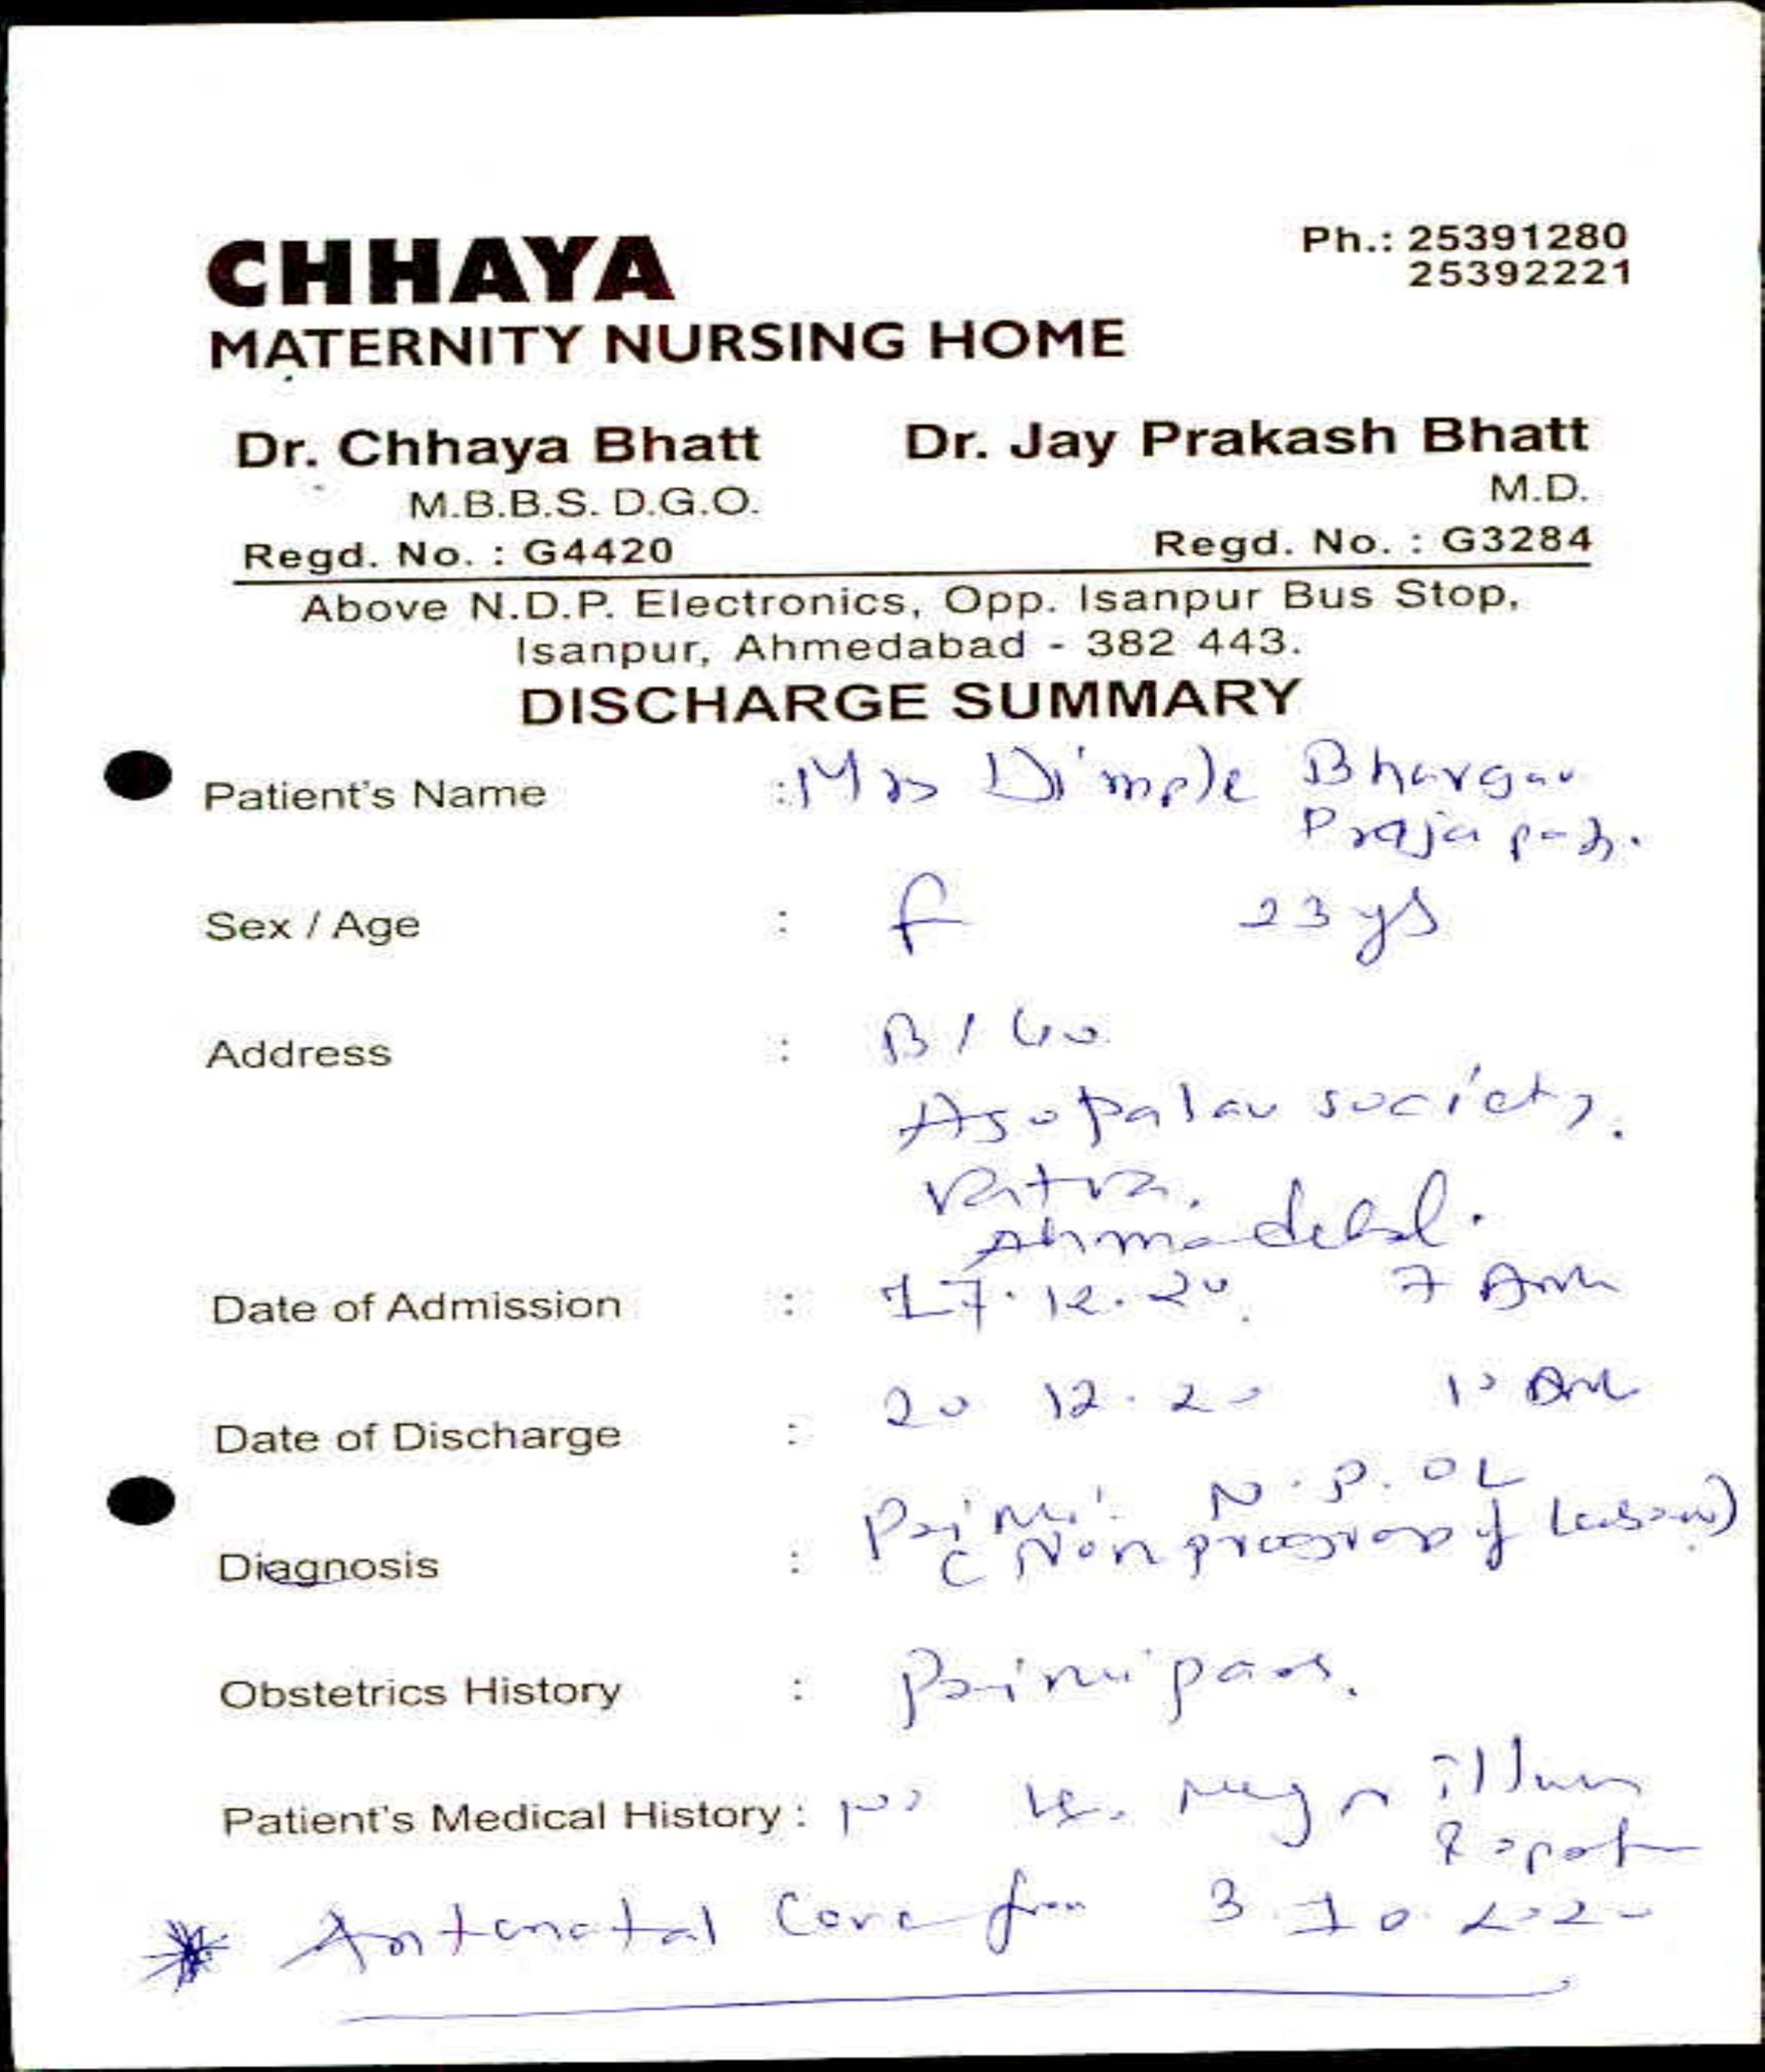 CHHAYA
Ph.: 25391280
25392221
MATERNITY NURSING HOME
Dr. Chhaya Bhatt Dr. Jay Prakash Bhatt
M.B.B.S. D.G.O. M.D.
Regd. No. : G4420 Regd. No. : G3284
Above N.D.P. Electronics, Opp. Isanpur Bus Stop,
Isanpur, Ahmedabad - 382 443.
DISCHARGE SUMMARY
Patient's Name : Mrs Dimple Bhargav
Prajapati.
Sex / Age : F 23 ys
Address : B /
Asopalav society.
Vatva.
Ahmedabad.
Date of Admission : 17.12.20. 7 Am
Date of Discharge : 20 12.20 10 Am
Primi. N.P.OL
Diagnosis : (Non progress of labour)
Obstetrics History : Primipara.
Patient's Medical History : no major illness
* Antenatal Care from 3.10.2020